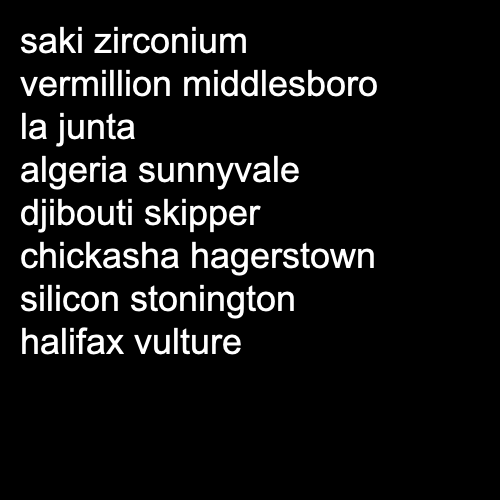 saki zirconium
vermillion middlesboro
la junta
algeria sunnyvale
djibouti skipper
chickasha hagerstown
silicon stonington
halifax vulture